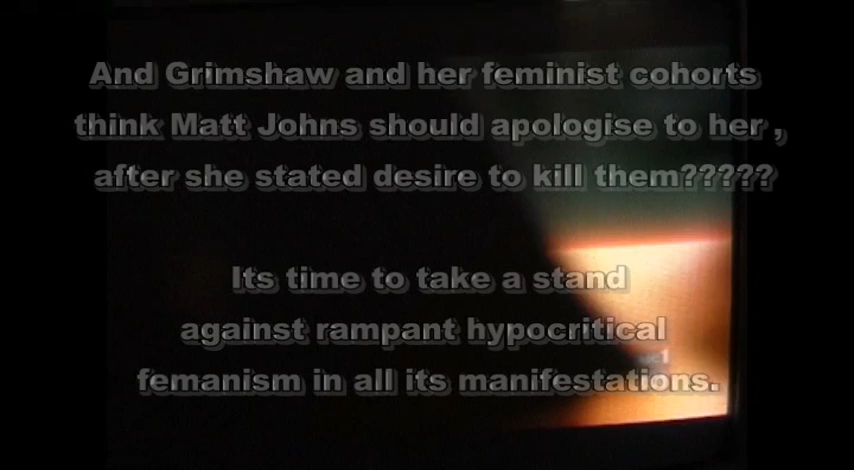 And Grimshaw and her feminist cohorts
think Matt Johns should apologise to her ,
after she stated desire to kill them?????
Its time to take a stand
against rampant hypocritical
femanism in all its manifestations.